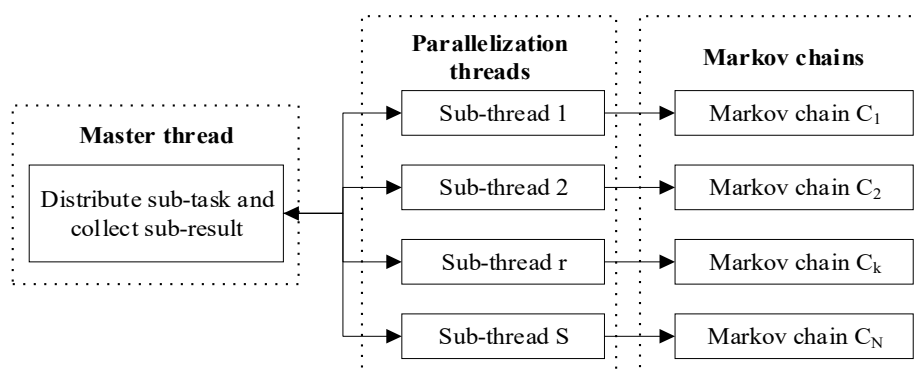 Master thread
Distribute sub-task and
collect sub-result
Parallelization
threads
Sub-thread 1
Sub-thread 2
Sub-thread r
Sub-thread S
Markov chains
Markov chain C₁
Markov chain C₂
Markov chain Cₖ
Markov chain C_N